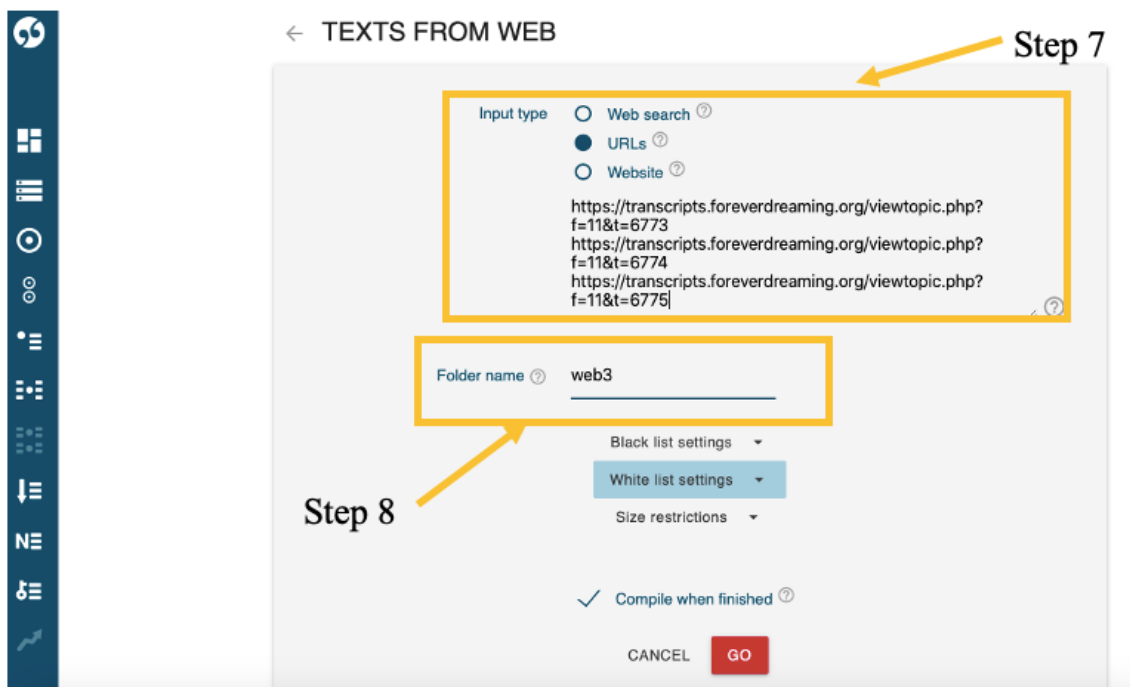 TEXTS FROM WEB
Step 7
Input type
Web search
URLs
Website
https://transcripts.foreverdreaming.org/viewtopic.php?
f=11&t=6773
https://transcripts.foreverdreaming.org/viewtopic.php?
f=11&t=6774
https://transcripts.foreverdreaming.org/viewtopic.php?
f=11&t=6775
Folder name
web3
Black list settings
White list settings
Step 8
Size restrictions
Compile when finished
CANCEL GO